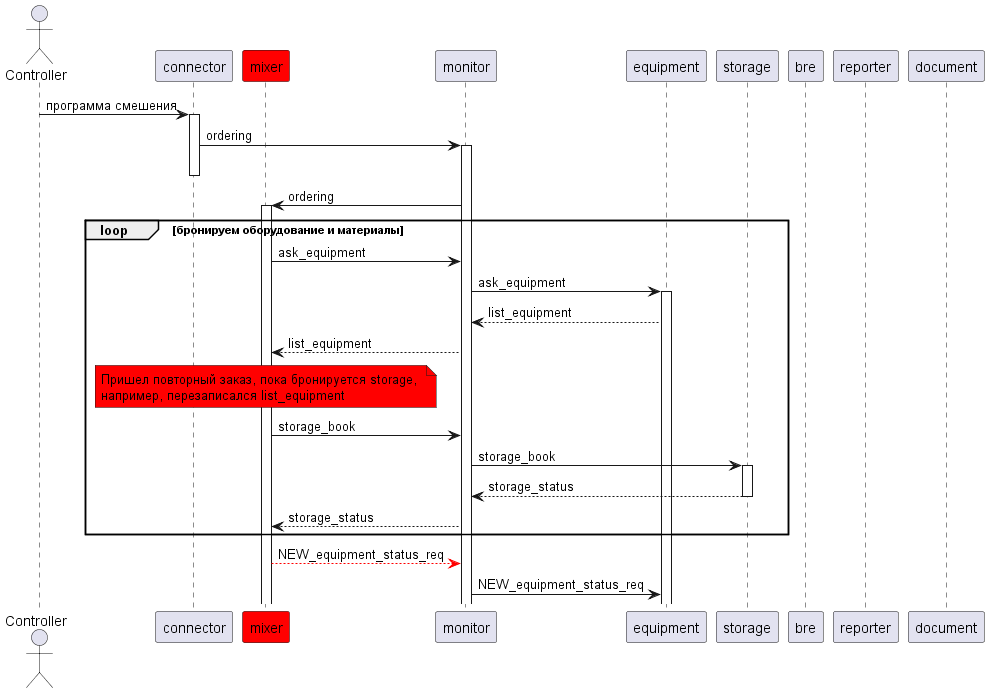 Controller
connector
mixer
monitor
equipment
storage
bre
reporter
document
программа смешения
ordering
ordering
loop
[бронируем оборудование и материалы]
ask_equipment
ask_equipment
list_equipment
list_equipment
Пришел повторный заказ, пока бронируется storage,
например, перезаписался list_equipment
storage_book
storage_book
storage_status
storage_status
NEW_equipment_status_req
NEW_equipment_status_req
Controller
connector
mixer
monitor
equipment
storage
bre
reporter
document